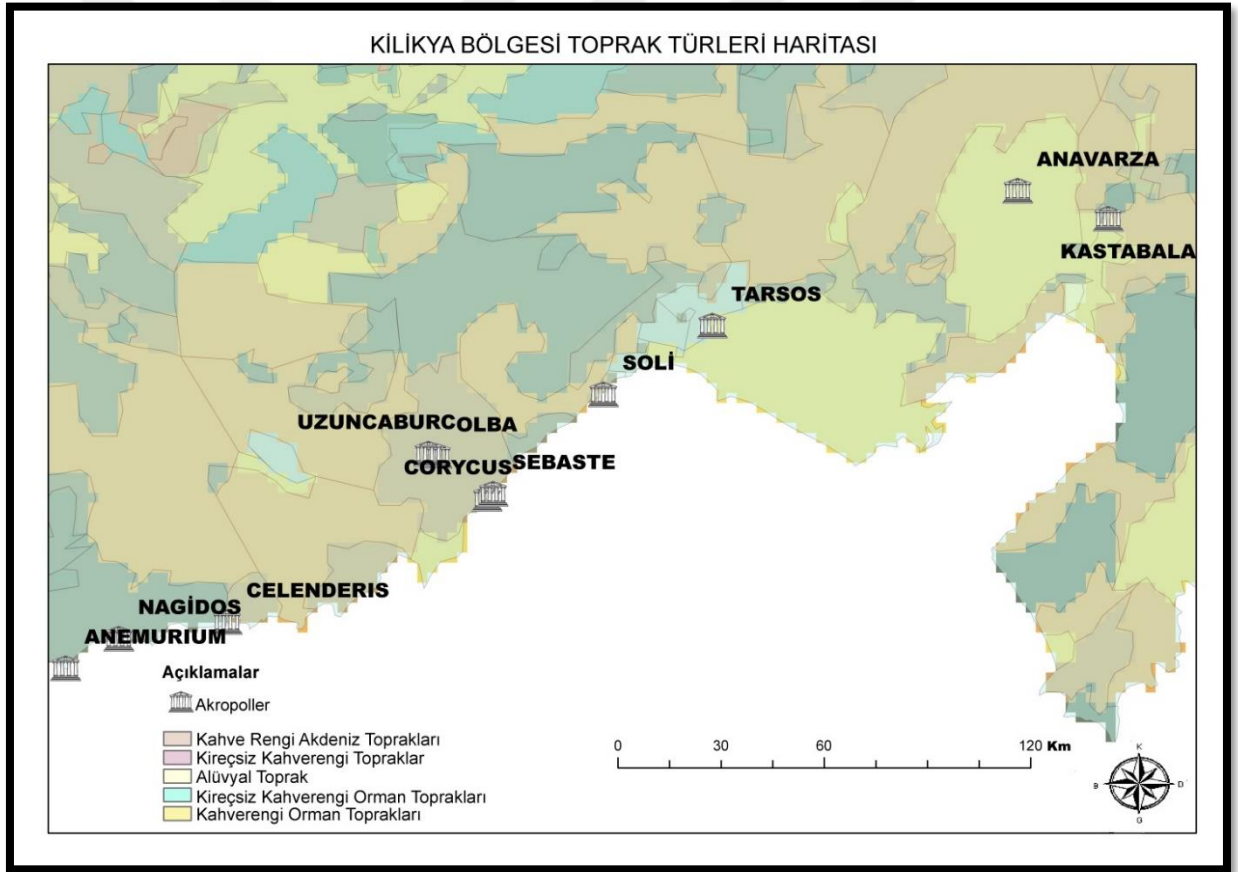 KİLİKYA BÖLGESİ TOPRAK TÜRLERİ HARİTASI
ANAVARZA
KASTABALA
TARSOS
SOLİ
UZUNCABURC OLBA
CORYCUS SEBASTE
CELENDERIS
NAGİDOS
ANEMURIUM
Açıklamalar
Akropoller
Kahve Rengi Akdeniz Toprakları
Kireçsiz Kahverengi Topraklar
Alüvyal Toprak
Kireçsiz Kahverengi Orman Toprakları
Kahverengi Orman Toprakları
0 30 60 120 Km
K
B D
G